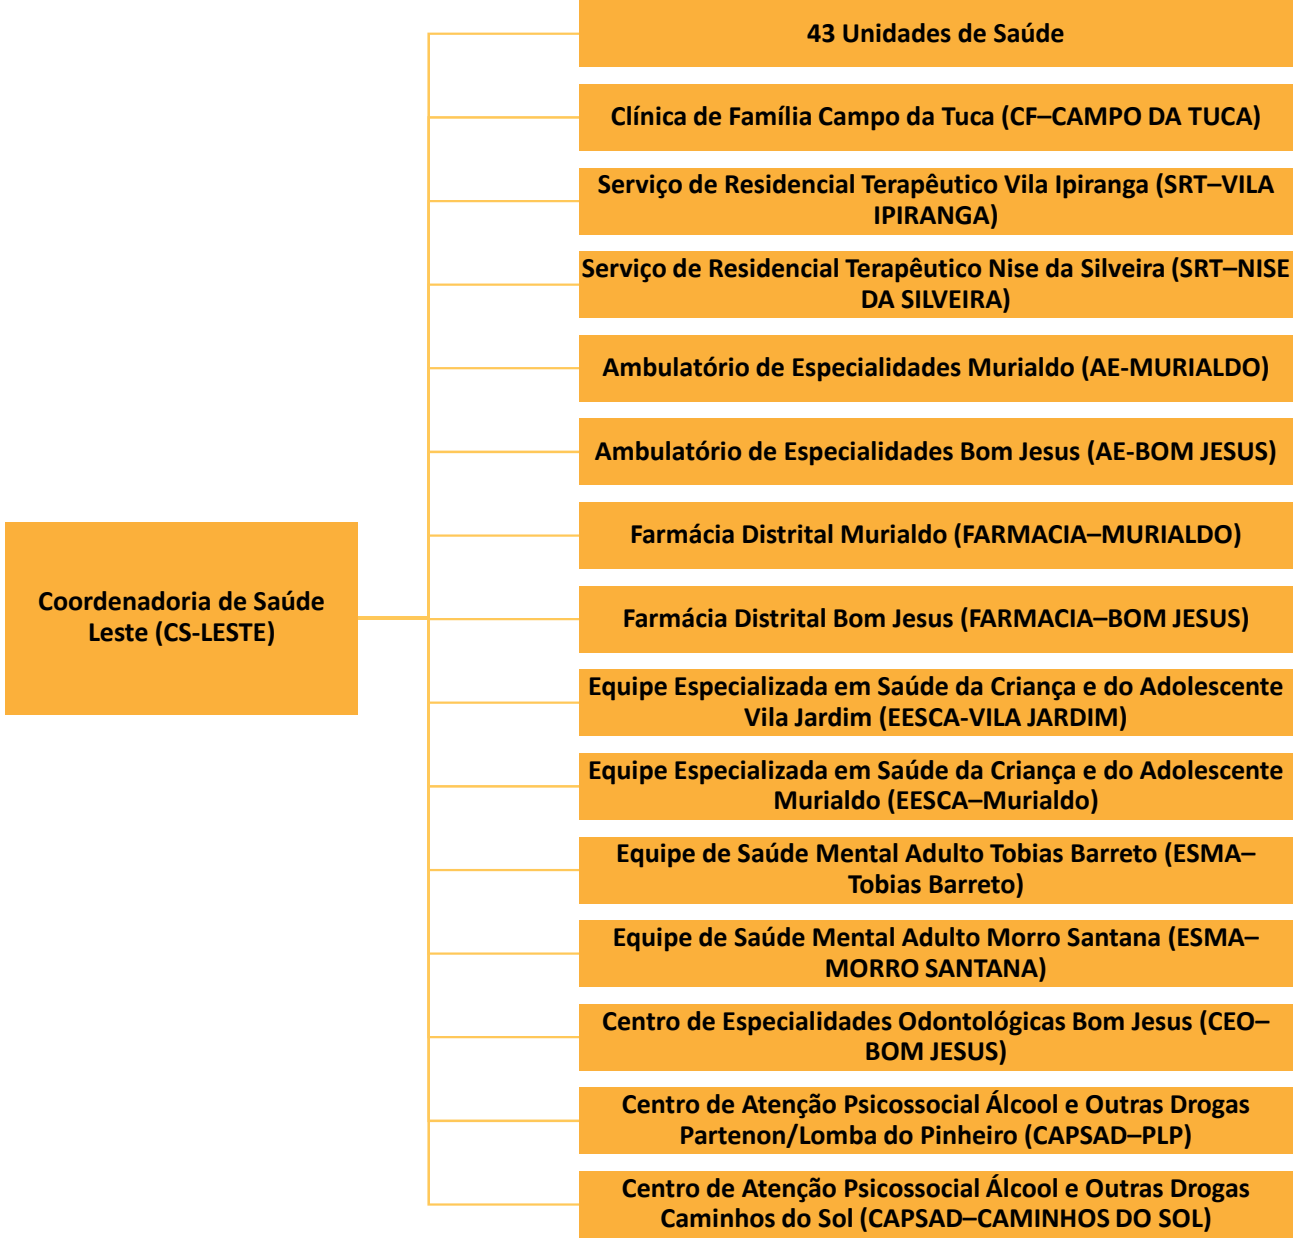 43 Unidades de Saúde
Clínica de Família Campo da Tuca (CF–CAMPO DA TUCA)
Serviço de Residencial Terapêutico Vila Ipiranga (SRT–VILA
IPIRANGA)
Serviço de Residencial Terapêutico Nise da Silveira (SRT–NISE
DA SILVEIRA)
Ambulatório de Especialidades Murialdo (AE-MURIALDO)
Ambulatório de Especialidades Bom Jesus (AE-BOM JESUS)
Farmácia Distrital Murialdo (FARMACIA–MURIALDO)
Coordenadoria de Saúde
Leste (CS-LESTE)
Farmácia Distrital Bom Jesus (FARMACIA–BOM JESUS)
Equipe Especializada em Saúde da Criança e do Adolescente
Vila Jardim (EESCA-VILA JARDIM)
Equipe Especializada em Saúde da Criança e do Adolescente
Murialdo (EESCA–Murialdo)
Equipe de Saúde Mental Adulto Tobias Barreto (ESMA–
Tobias Barreto)
Equipe de Saúde Mental Adulto Morro Santana (ESMA–
MORRO SANTANA)
Centro de Especialidades Odontológicas Bom Jesus (CEO–
BOM JESUS)
Centro de Atenção Psicossocial Álcool e Outras Drogas
Partenon/Lomba do Pinheiro (CAPSAD–PLP)
Centro de Atenção Psicossocial Álcool e Outras Drogas
Caminhos do Sol (CAPSAD–CAMINHOS DO SOL)